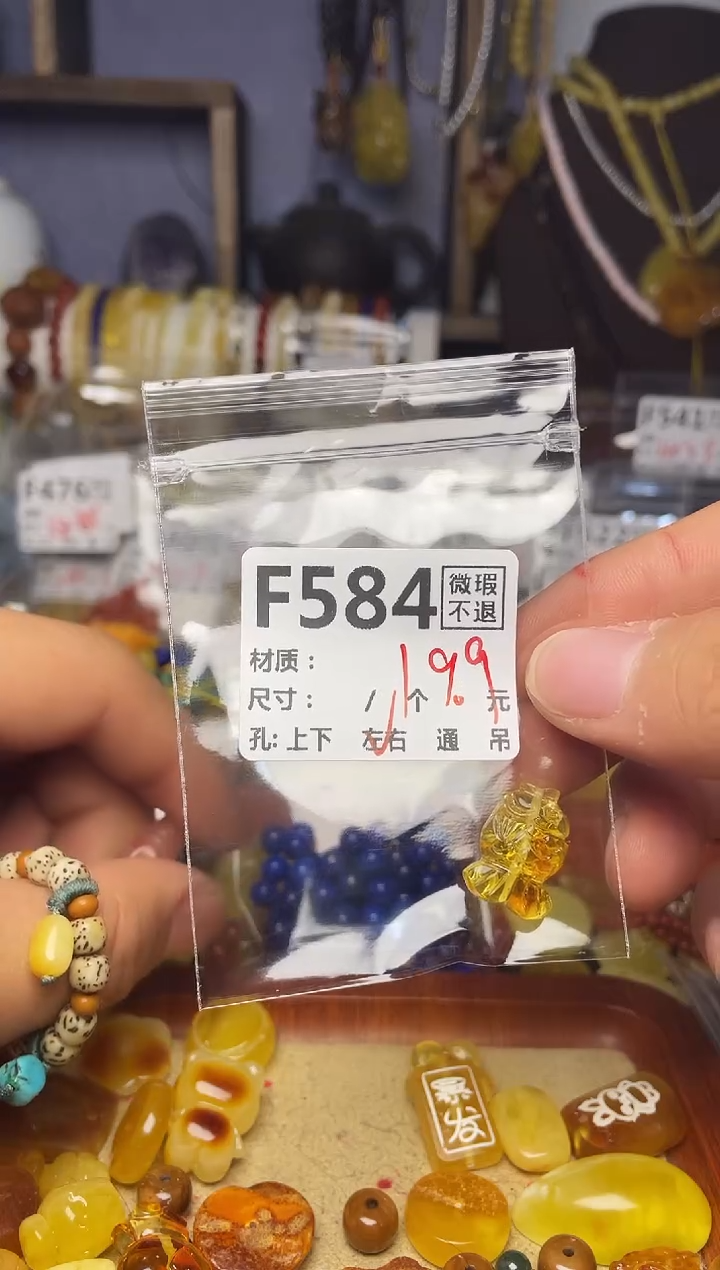 F584 微瑕
不退
材质：
尺寸： / 个 19.9 元
孔: 上下 左右 通 吊
暴
发